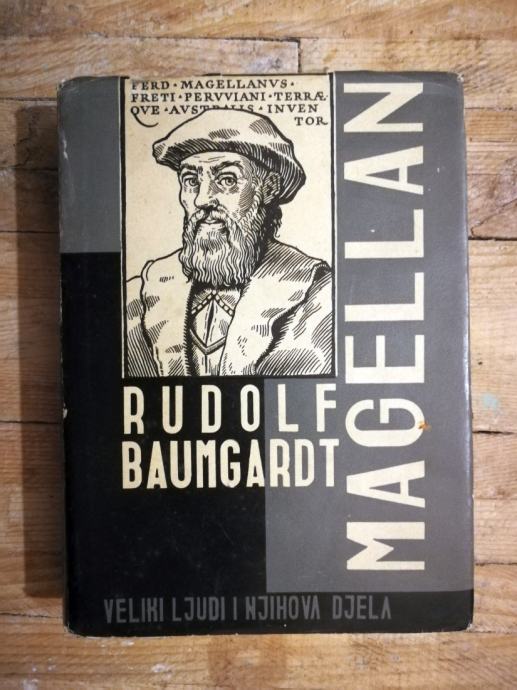 FERD · MAGELLANVS ·
FRETI · PERVVIANI · TERRÆ
QVE · AVSTRALIS · INVEN
TOR
RUDOLF
BAUMGARDT
MAGELLAN
VELIKI LJUDI I NJIHOVA DJELA